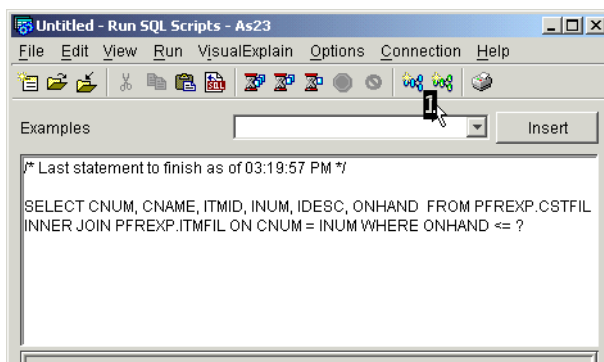 Untitled - Run SQL Scripts - As23
File Edit View Run VisualExplain Options Connection Help
SQL
1
Examples
Insert
/* Last statement to finish as of 03:19:57 PM */
SELECT CNUM, CNAME, ITMID, INUM, IDESC, ONHAND FROM PFREXP.CSTFIL
INNER JOIN PFREXP.ITMFIL ON CNUM = INUM WHERE ONHAND <= ?